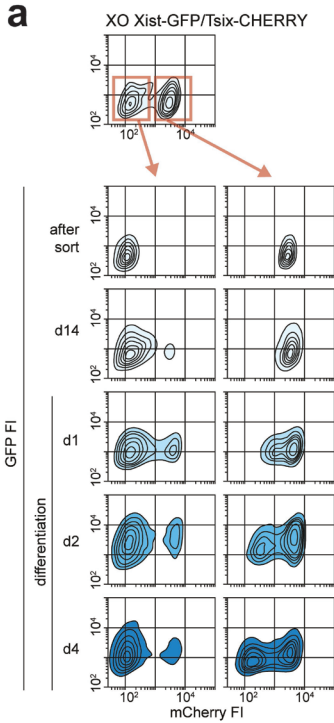 a
XO Xist-GFP/Tsix-CHERRY
10⁴
10²
10² 10⁴
GFP FI
after
sort
10⁴
10²
d14
10⁴
10²
differentiation
d1
10⁴
10²
d2
10⁴
10²
d4
10⁴
10²
10² 10⁴ 10² 10⁴
mCherry FI